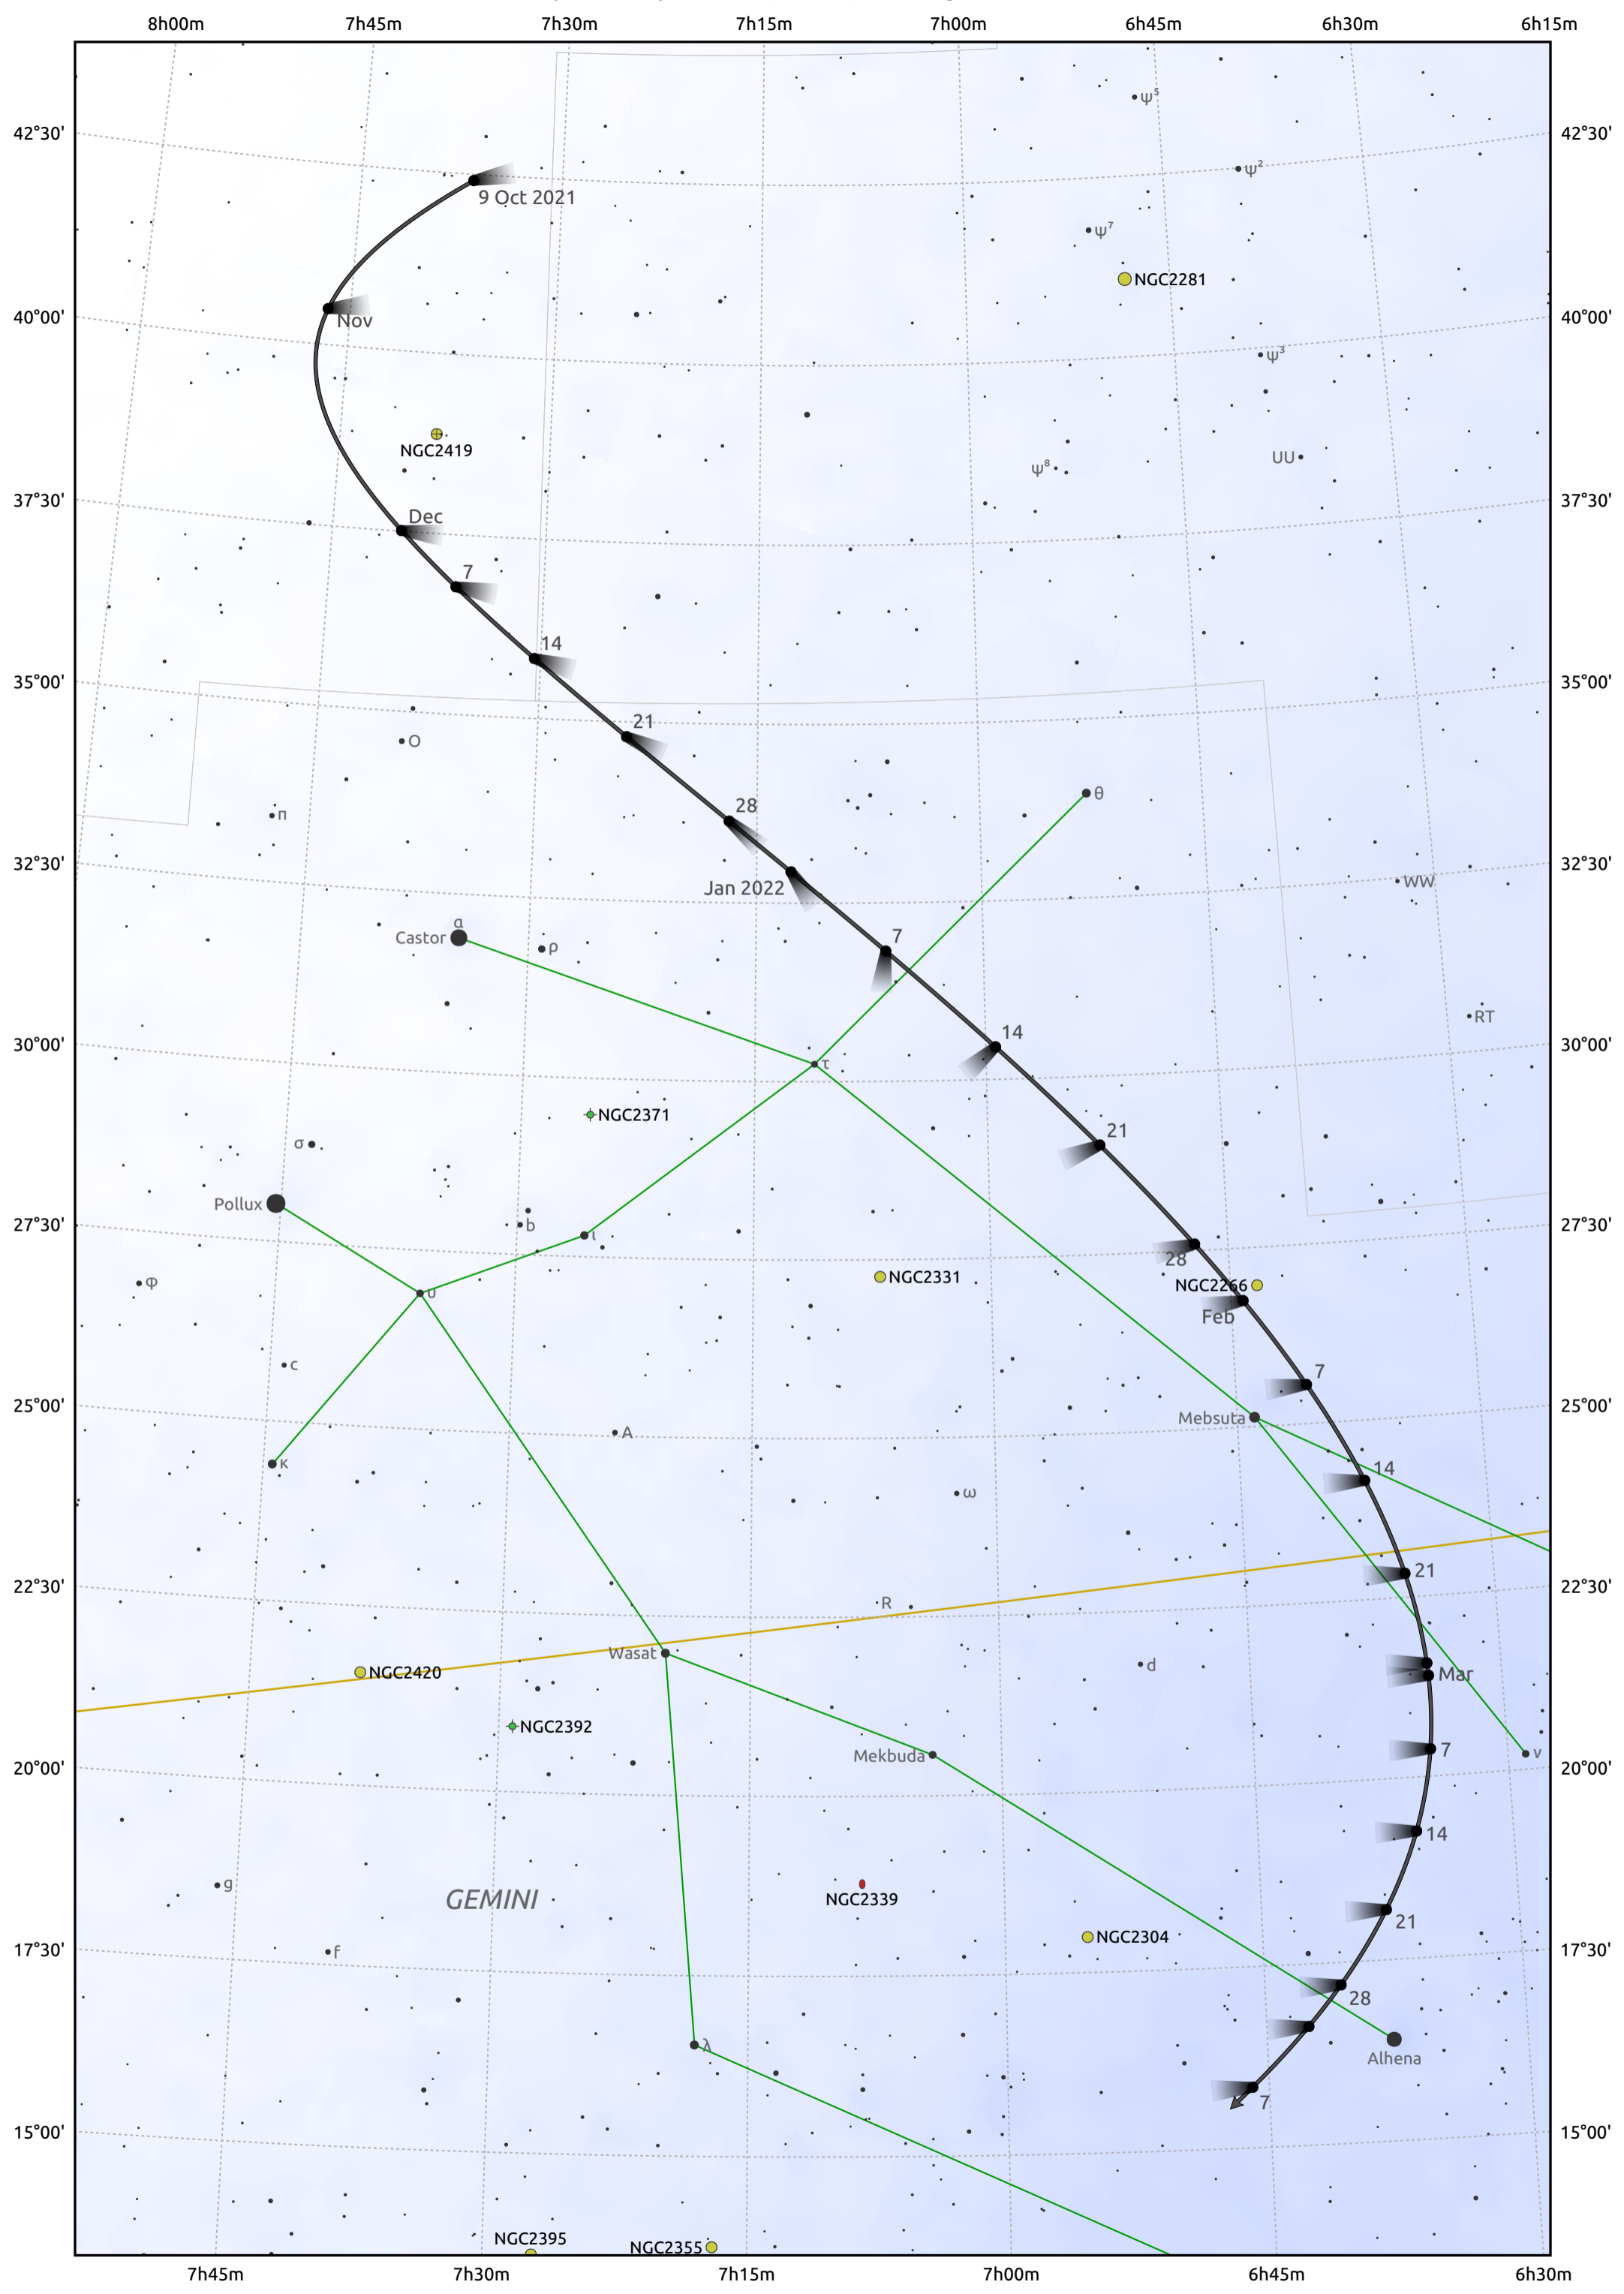 8h00m 7h45m 7h30m 7h15m 7h00m 6h45m 6h30m 6h15m
ψ⁵
42°30' 42°30'
ψ²
9 Oct 2021
ψ⁷
NGC2281
40°00' 40°00'
Nov
ψ³
NGC2419
UU
ψ⁸
37°30' 37°30'
Dec
7
14
35°00' 35°00'
21
Ο
θ
28
π
32°30' 32°30'
WW
Jan 2022
α
Castor
ρ
7
RT
14
30°00' 30°00'
τ
NGC2371
21
σ
Pollux
27°30' 27°30'
b
ι
28
NGC2331
φ
NGC2266
υ
Feb
c
7
25°00' 25°00'
Mebsuta
A
κ
14
ω
21
22°30' 22°30'
R
Wasat
d
NGC2420
Mar
NGC2392
7
Mekbuda
ν
20°00' 20°00'
14
g
GEMINI
NGC2339
21
NGC2304
17°30' 17°30'
f
28
λ
Alhena
7
15°00' 15°00'
NGC2395
NGC2355
7h45m 7h30m 7h15m 7h00m 6h45m 6h30m